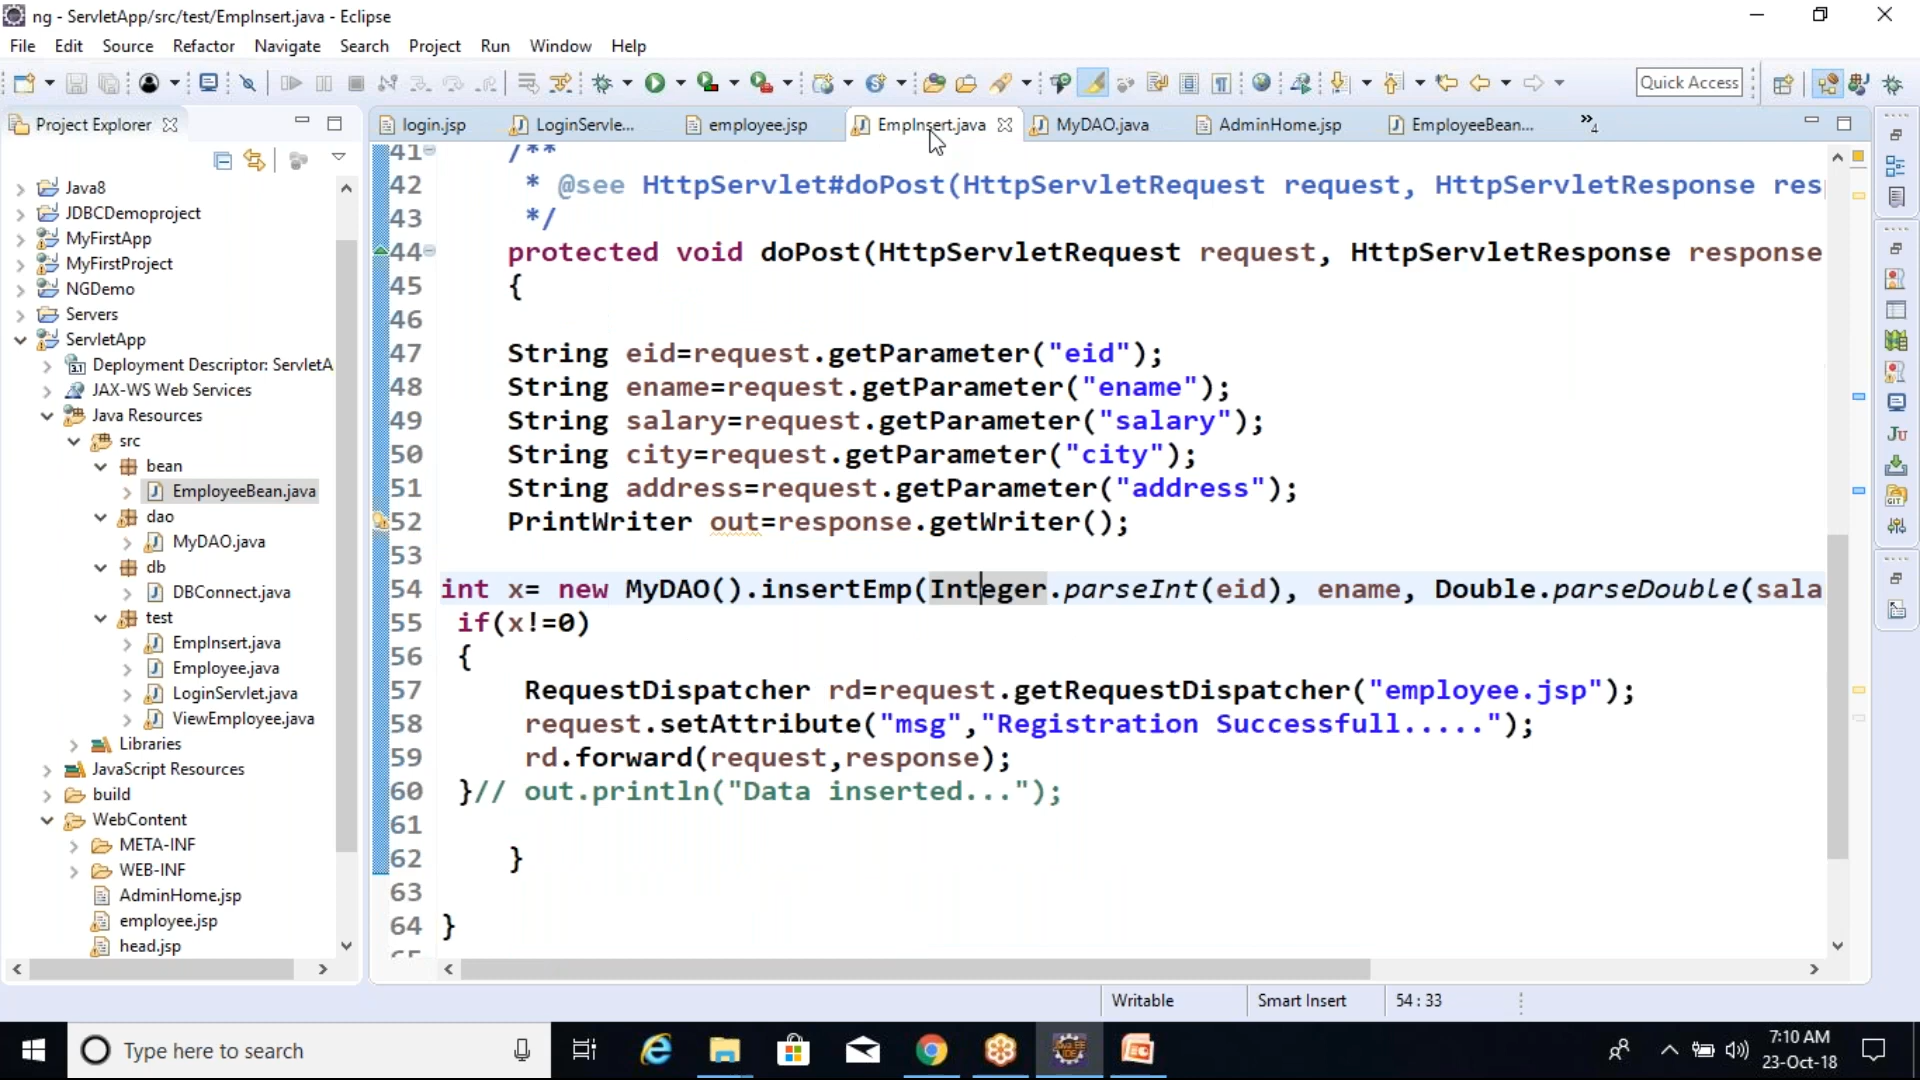 ng - ServletApp/src/test/EmpInsert.java - Eclipse
File Edit Source Refactor Navigate Search Project Run Window Help
Quick Access
Project Explorer
login.jsp LoginServle... employee.jsp EmpInsert.java MyDAO.java AdminHome.jsp EmployeeBean... »4
Java8
JDBCDemoproject
MyFirstApp
MyFirstProject
NGDemo
Servers
ServletApp
Deployment Descriptor: ServletA
JAX-WS Web Services
Java Resources
src
bean
EmployeeBean.java
dao
MyDAO.java
db
DBConnect.java
test
EmpInsert.java
Employee.java
LoginServlet.java
ViewEmployee.java
Libraries
JavaScript Resources
build
WebContent
META-INF
WEB-INF
AdminHome.jsp
employee.jsp
head.jsp
41 /**
42 * @see HttpServlet#doPost(HttpServletRequest request, HttpServletResponse res
43 */
44 protected void doPost(HttpServletRequest request, HttpServletResponse response
45 {
46
47 String eid=request.getParameter("eid");
48 String ename=request.getParameter("ename");
49 String salary=request.getParameter("salary");
50 String city=request.getParameter("city");
51 String address=request.getParameter("address");
52 PrintWriter out=response.getWriter();
53
54 int x= new MyDAO().insertEmp(Integer.parseInt(eid), ename, Double.parseDouble(sala
55 if(x!=0)
56 {
57 RequestDispatcher rd=request.getRequestDispatcher("employee.jsp");
58 request.setAttribute("msg","Registration Successfull.....");
59 rd.forward(request,response);
60 }// out.println("Data inserted...");
61
62 }
63
64 }
Writable Smart Insert 54 : 33
Type here to search
7:10 AM
23-Oct-18